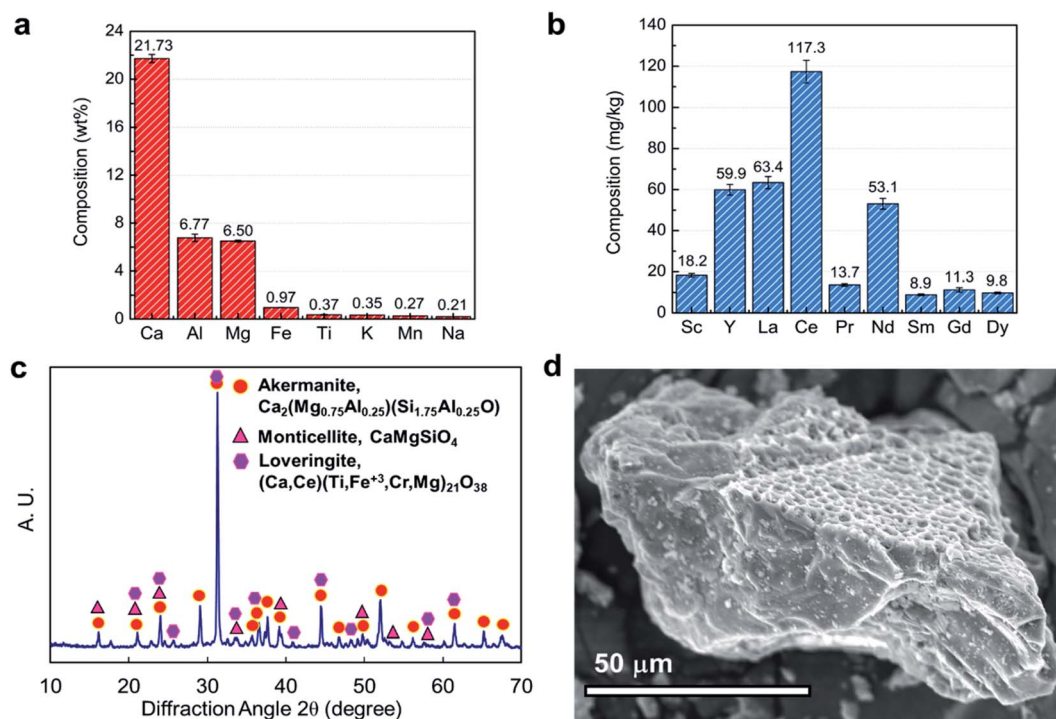 a
Composition (wt%)
24
20
16
12
8
4
0
21.73
6.77
6.50
0.97
0.37
0.35
0.27
0.21
Ca Al Mg Fe Ti K Mn Na
b
Composition (mg/kg)
140
120
100
80
60
40
20
0
18.2
59.9
63.4
117.3
13.7
53.1
8.9
11.3
9.8
Sc Y La Ce Pr Nd Sm Gd Dy
c
A. U.
Akermanite,
Ca₂(Mg₀.₇₅Al₀.₂₅)(Si₁.₇₅Al₀.₂₅O)
Monticellite, CaMgSiO₄
Loveringite,
(Ca,Ce)(Ti,Fe⁺³,Cr,Mg)₂₁O₃₈
10 20 30 40 50 60 70
Diffraction Angle 2θ (degree)
d
50 μm